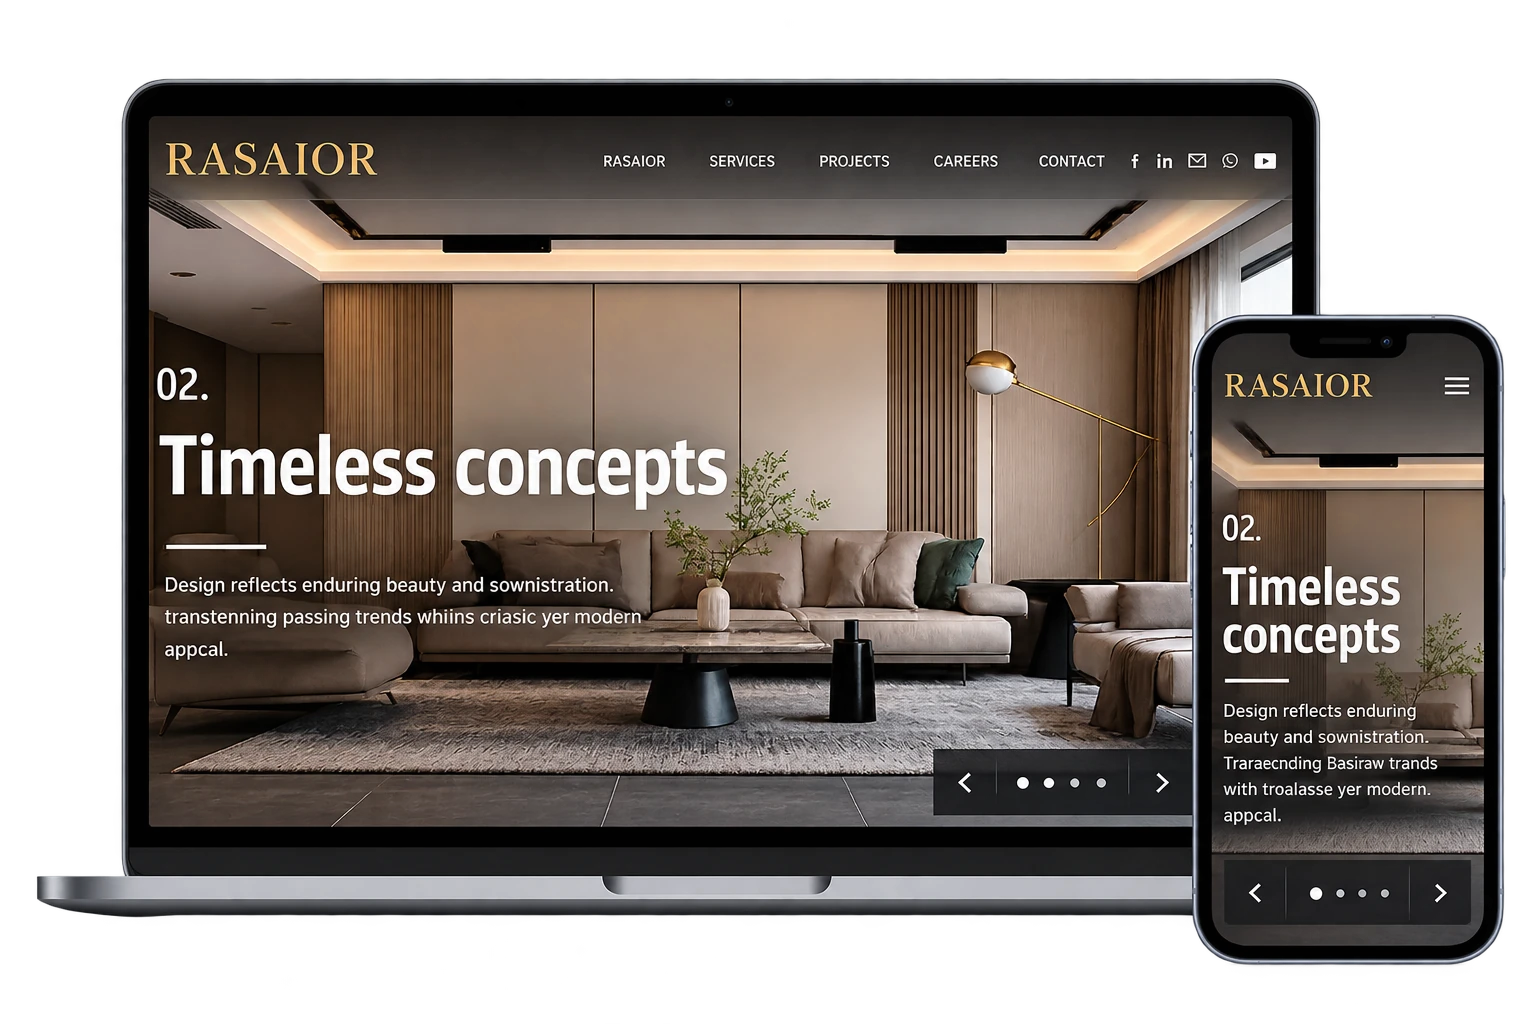 RASAIOR
RASAIOR SERVICES PROJECTS CAREERS CONTACT
02.
Timeless concepts
Design reflects enduring beauty and sownistration.
transtenning passing trends whiins criasic yer modern
appcal.
RASAIOR
02.
Timeless
concepts
Design reflects enduring
beauty and sownistration.
Traraecnding Basiraw trands
with troalasse yer modern.
appcal.